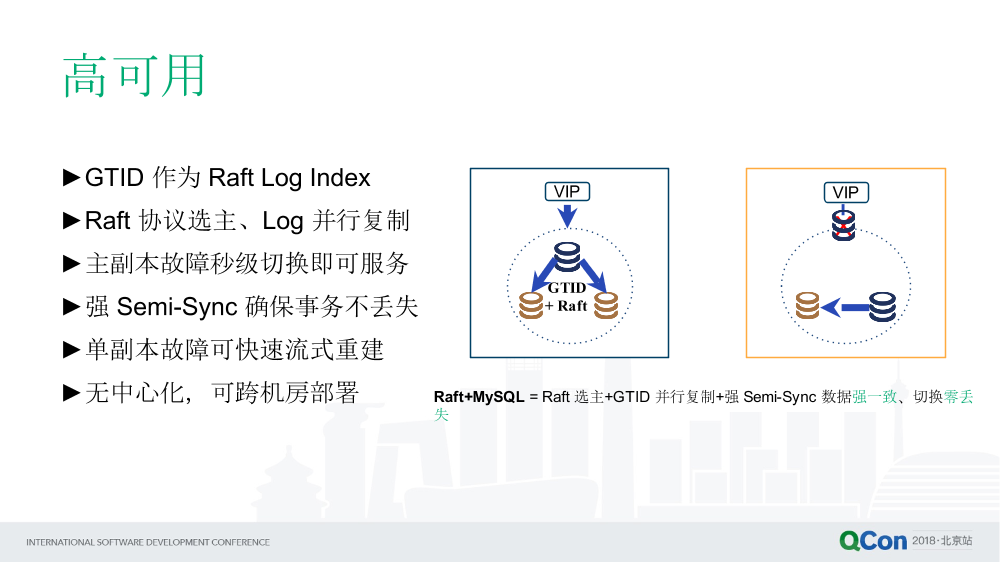 高可用
►GTID 作为 Raft Log Index
►Raft 协议选主、Log 并行复制
►主副本故障秒级切换即可服务
►强 Semi-Sync 确保事务不丢失
►单副本故障可快速流式重建
►无中心化，可跨机房部署
VIP
GTID
+ Raft
VIP
Raft+MySQL = Raft 选主+GTID 并行复制+强 Semi-Sync 数据强一致、切换零丢
失
INTERNATIONAL SOFTWARE DEVELOPMENT CONFERENCE
QCon 2018·北京站